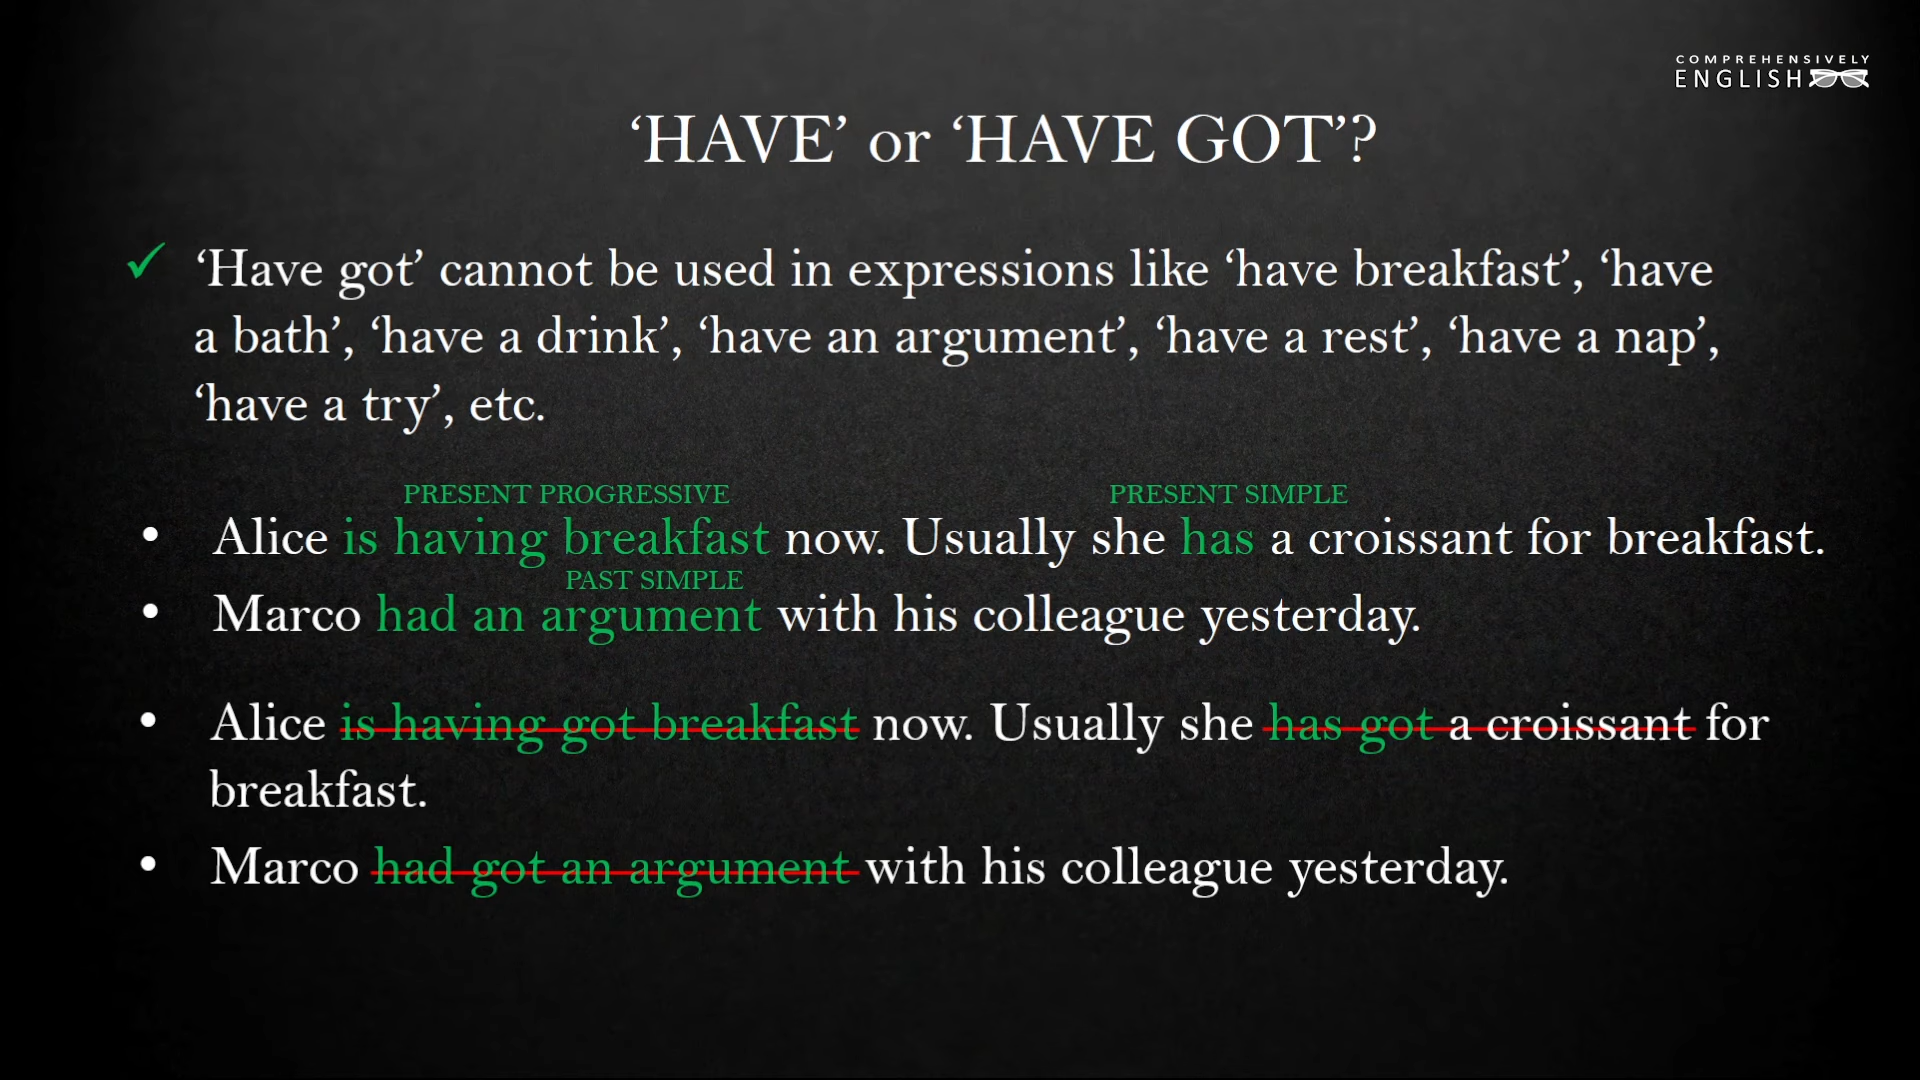 COMPREHENSIVELY
ENGLISH
‘HAVE’ or ‘HAVE GOT’?
✓ ‘Have got’ cannot be used in expressions like ‘have breakfast’, ‘have
a bath’, ‘have a drink’, ‘have an argument’, ‘have a rest’, ‘have a nap’,
‘have a try’, etc.
PRESENT PROGRESSIVE PRESENT SIMPLE
• Alice is having breakfast now. Usually she has a croissant for breakfast.
PAST SIMPLE
• Marco had an argument with his colleague yesterday.
• Alice is having got breakfast now. Usually she has got a croissant for
breakfast.
• Marco had got an argument with his colleague yesterday.